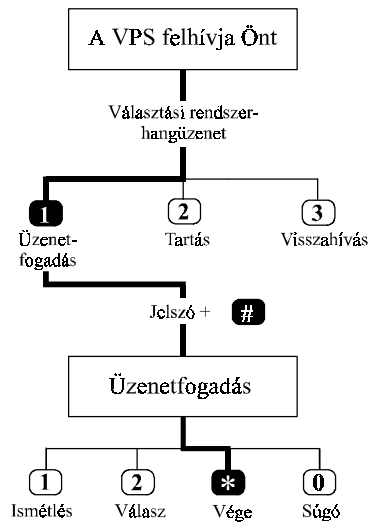 A VPS felhívja Önt
Választási rendszer-
hangüzenet
1 2 3
Üzenet-
fogadás
Tartás
Visszahívás
Jelszó + #
Üzenetfogadás
1 2 * 0
Ismétlés Válasz Vége Súgó